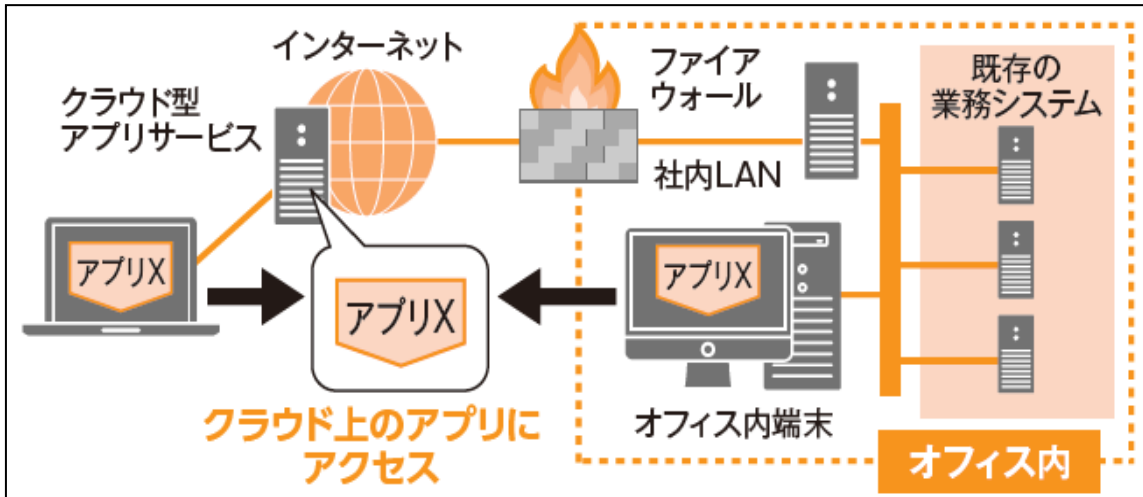 インターネット
クラウド型
アプリサービス
ファイア
ウォール
社内LAN
既存の
業務システム
アプリX
アプリX
アプリX
クラウド上のアプリに
アクセス
オフィス内端末
オフィス内